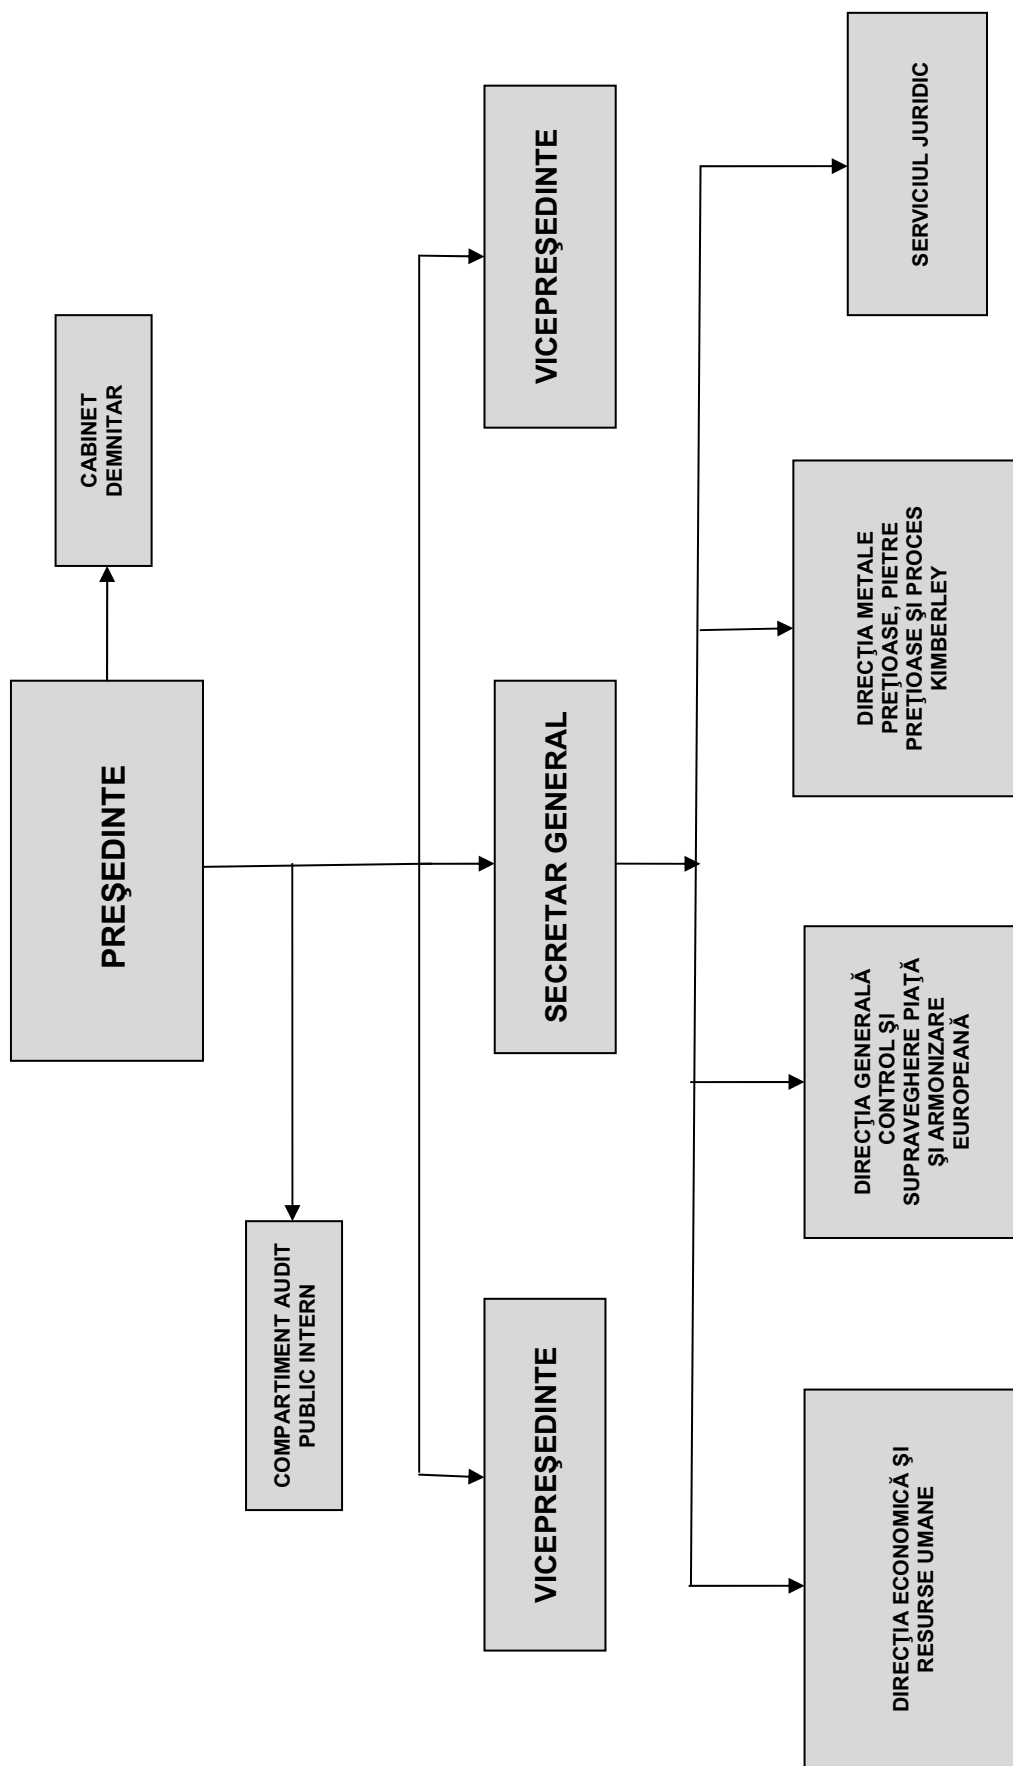 PREŞEDINTE
CABINET
DEMNITAR
COMPARTIMENT AUDIT
PUBLIC INTERN
VICEPREŞEDINTE
SECRETAR GENERAL
VICEPREŞEDINTE
DIRECŢIA ECONOMICĂ ŞI
RESURSE UMANE
DIRECŢIA GENERALĂ
CONTROL ŞI
SUPRAVEGHERE PIAŢĂ
ŞI ARMONIZARE
EUROPEANĂ
DIRECŢIA METALE
PREŢIOASE, PIETRE
PREŢIOASE ŞI PROCES
KIMBERLEY
SERVICIUL JURIDIC